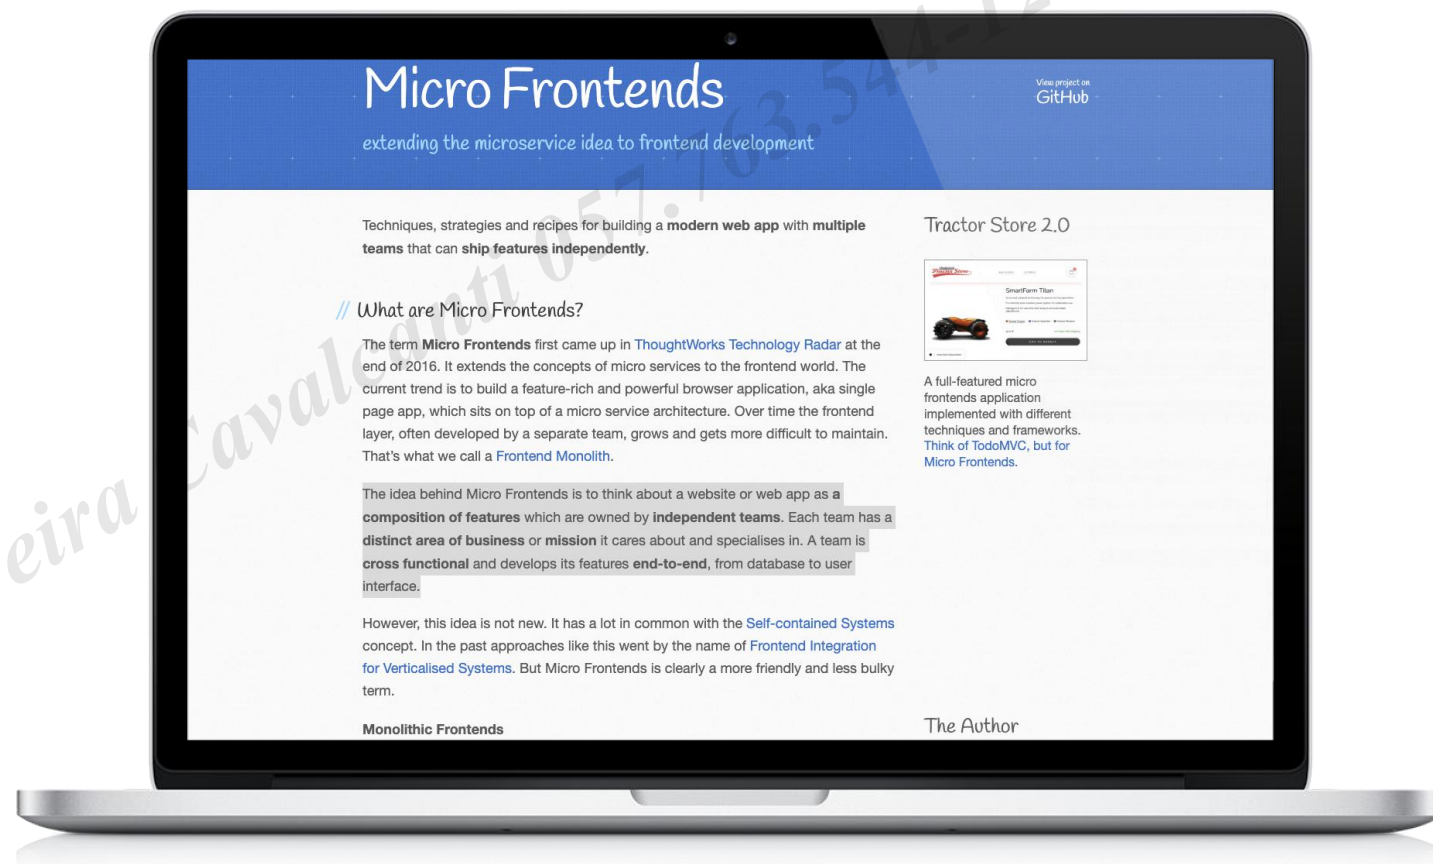 Micro Frontends
View project on
GitHub
extending the microservice idea to frontend development
Techniques, strategies and recipes for building a modern web app with multiple
teams that can ship features independently.
// What are Micro Frontends?
The term Micro Frontends first came up in ThoughtWorks Technology Radar at the
end of 2016. It extends the concepts of micro services to the frontend world. The
current trend is to build a feature-rich and powerful browser application, aka single
page app, which sits on top of a micro service architecture. Over time the frontend
layer, often developed by a separate team, grows and gets more difficult to maintain.
That's what we call a Frontend Monolith.
The idea behind Micro Frontends is to think about a website or web app as a
composition of features which are owned by independent teams. Each team has a
distinct area of business or mission it cares about and specialises in. A team is
cross functional and develops its features end-to-end, from database to user
interface.
However, this idea is not new. It has a lot in common with the Self-contained Systems
concept. In the past approaches like this went by the name of Frontend Integration
for Verticalised Systems. But Micro Frontends is clearly a more friendly and less bulky
term.
Monolithic Frontends
Tractor Store 2.0
SmartFarm Titan
A full-featured micro
frontends application
implemented with different
techniques and frameworks.
Think of TodoMVC, but for
Micro Frontends.
The Author
eira Cavalcanti 057.763.544-12